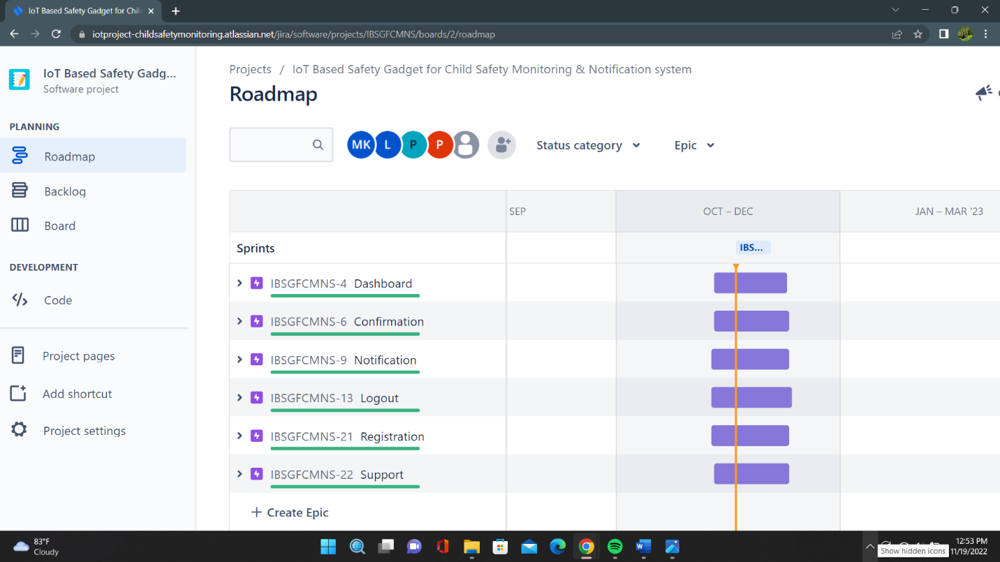 IoT Based Safety Gadget for Chil
iotproject-childsafetymonitoring.atlassian.net/jira/software/projects/IBSGFCMNS/boards/2/roadmap
IoT Based Safety Gadg...
Software project
PLANNING
Roadmap
Backlog
Board
DEVELOPMENT
Code
Project pages
Add shortcut
Project settings
Projects / IoT Based Safety Gadget for Child Safety Monitoring & Notification system
Roadmap
MK L P P Status category Epic
SEP OCT – DEC JAN – MAR '23
Sprints IBS...
IBSGFCMNS-4 Dashboard
IBSGFCMNS-6 Confirmation
IBSGFCMNS-9 Notification
IBSGFCMNS-13 Logout
IBSGFCMNS-21 Registration
IBSGFCMNS-22 Support
+ Create Epic
83°F
Cloudy
Show hidden icons
12:53 PM
11/19/2022